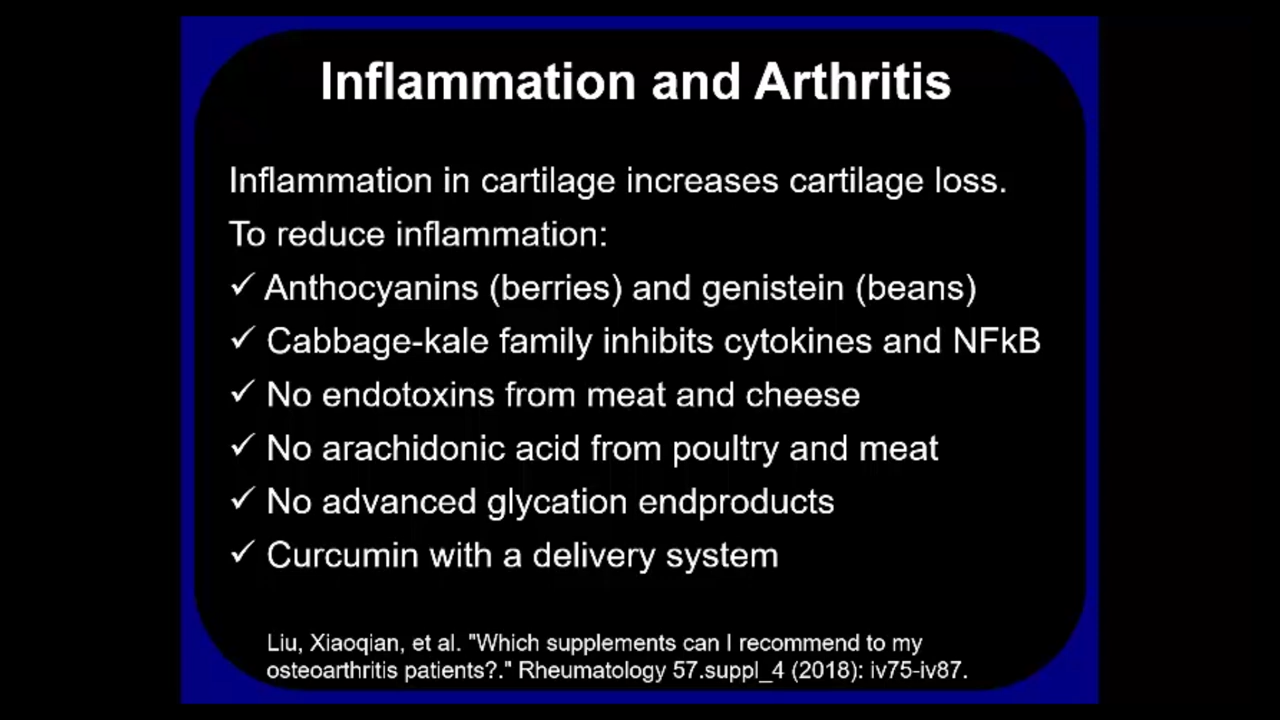 Inflammation and Arthritis
Inflammation in cartilage increases cartilage loss.
To reduce inflammation:
✓ Anthocyanins (berries) and genistein (beans)
✓ Cabbage-kale family inhibits cytokines and NFkB
✓ No endotoxins from meat and cheese
✓ No arachidonic acid from poultry and meat
✓ No advanced glycation endproducts
✓ Curcumin with a delivery system
Liu, Xiaoqian, et al. "Which supplements can I recommend to my
osteoarthritis patients?." Rheumatology 57.suppl_4 (2018): iv75-iv87.